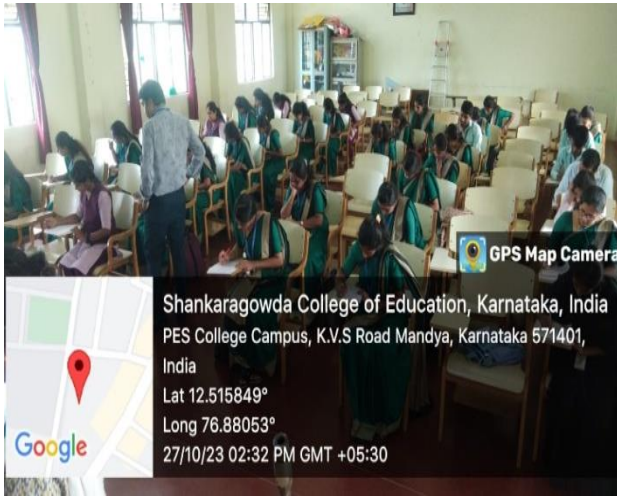 GPS Map Camera
Shankaragowda College of Education, Karnataka, India
PES College Campus, K.V.S Road Mandya, Karnataka 571401,
India
Lat 12.515849°
Long 76.88053°
27/10/23 02:32 PM GMT +05:30
Google